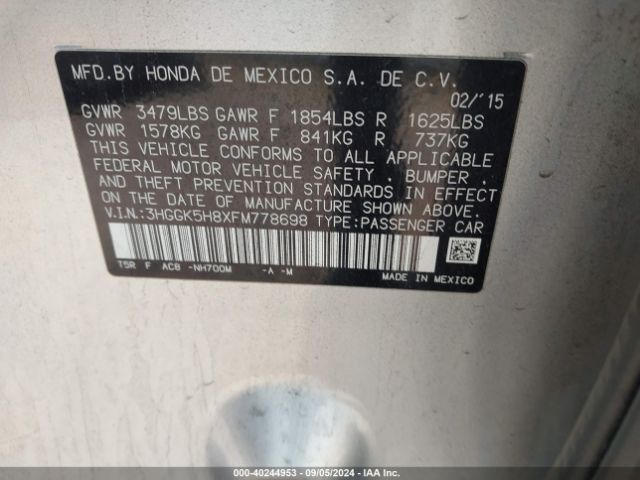 MFD.BY HONDA DE MEXICO S.A. DE C.V.
02/'15
GVWR 3479LBS GAWR F 1854LBS R 1625LBS
GVWR 1578KG GAWR F 841KG R 737KG
THIS VEHICLE CONFORMS TO ALL APPLICABLE
FEDERAL MOTOR VEHICLE SAFETY , BUMPER ,
AND THEFT PREVENTION STANDARDS IN EFFECT
ON THE DATE OF MANUFACTURE SHOWN ABOVE.
V.I.N.:3HGGK5H8XFM778698 TYPE:PASSENGER CAR
T5R F AC8 -NH700M -A -M
MADE IN MEXICO
000-40244953 - 09/05/2024 - IAA Inc.